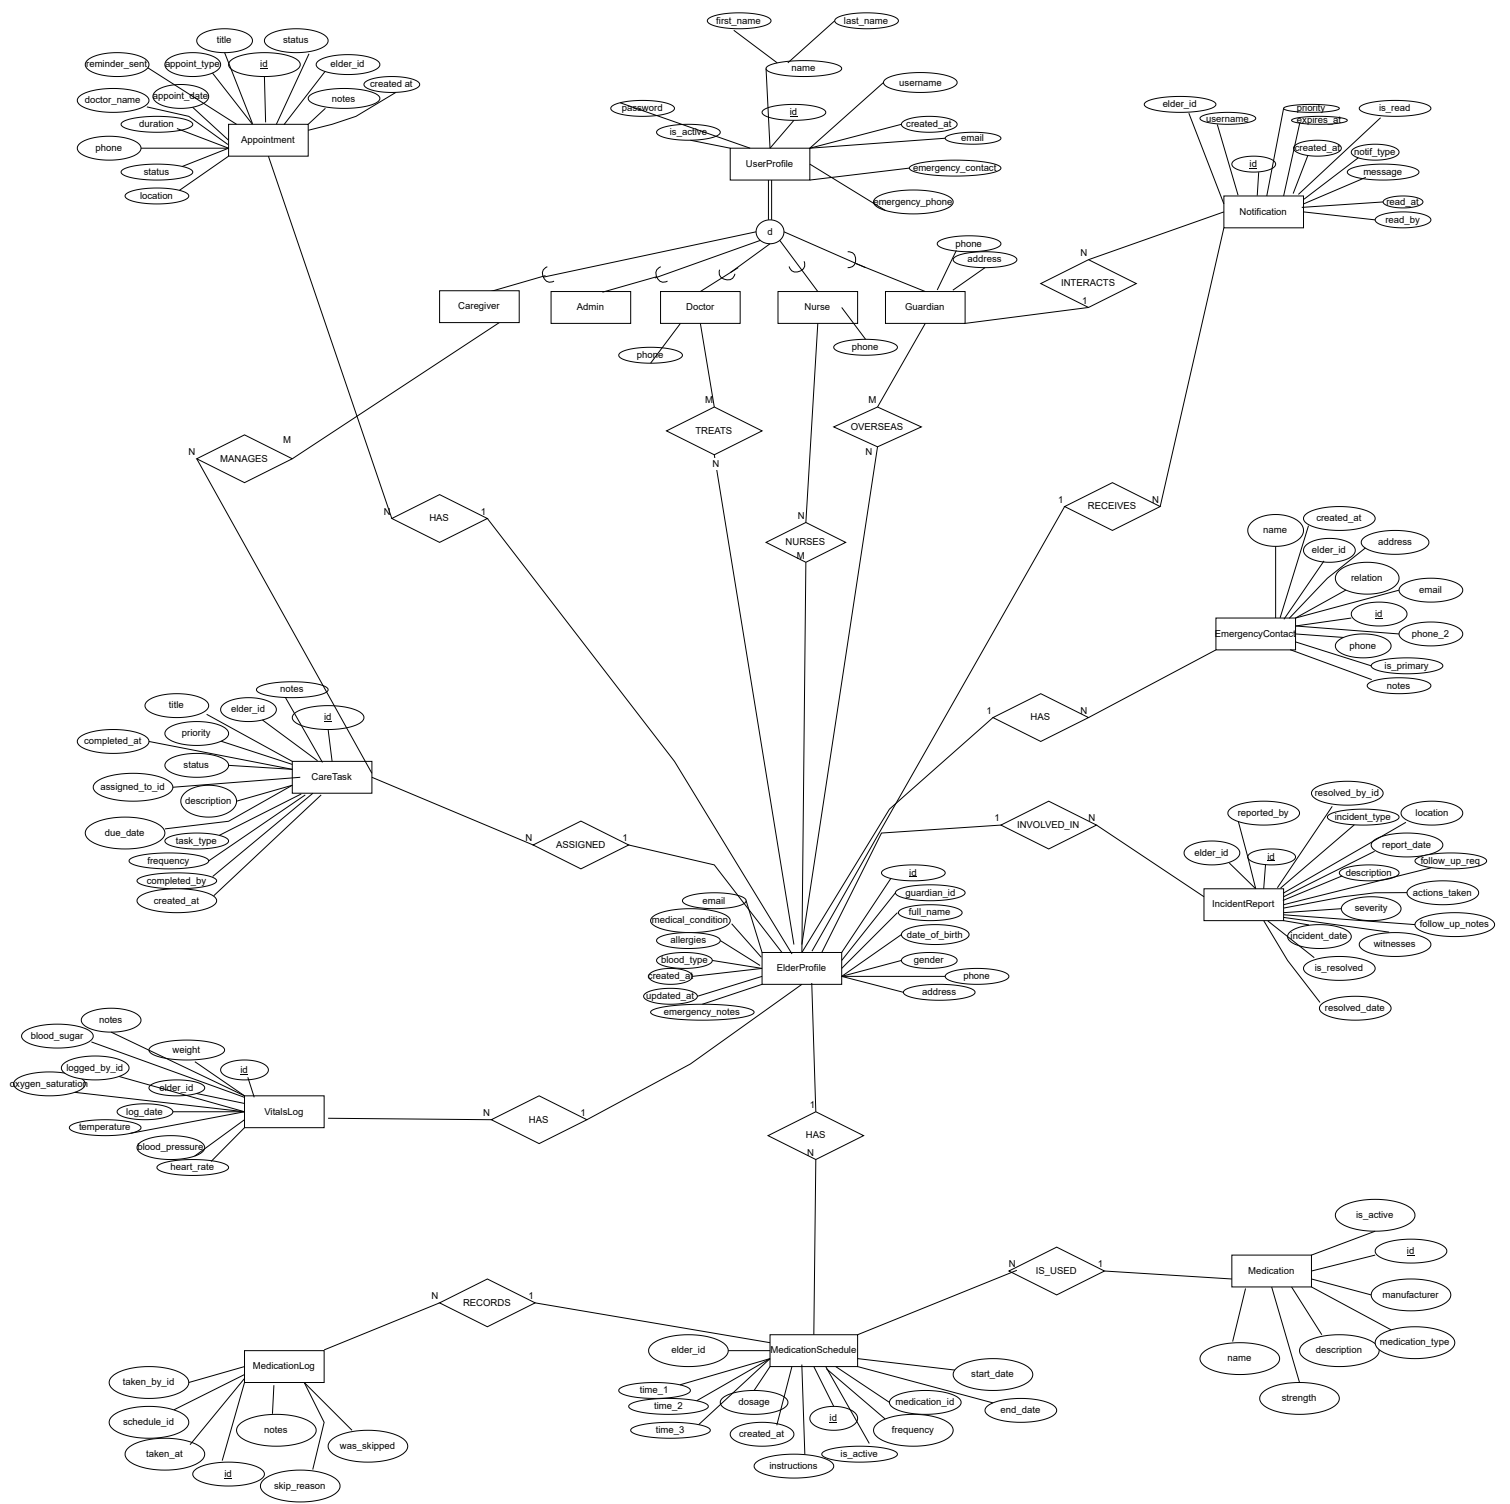 first_name
last_name
title
status
reminder_sent
appoint_type
id
elder_id
name
created at
username
doctor_name
appoint_date
notes
password
id
duration
is_active
created_at
email
Appointment
phone
UserProfile
status
emergency_contact
location
emergency_phone
elder_id
priority
is_read
username
expires_at
id
created_at
notif_type
message
read_at
Notification
read_by
d
phone
address
N
INTERACTS
1
Caregiver
Admin
Doctor
Nurse
Guardian
phone
phone
M
M
TREATS
OVERSEAS
N
N
M
N
MANAGES
N
HAS
1
N
NURSES
M
1
RECEIVES
N
name
created_at
elder_id
address
relation
email
id
EmergencyContact
phone_2
phone
is_primary
notes
1
HAS
N
notes
title
elder_id
id
completed_at
priority
status
CareTask
assigned_to_id
description
due_date
task_type
frequency
completed_by
created_at
N
ASSIGNED
1
1
INVOLVED_IN
N
resolved_by_id
reported_by
incident_type
location
elder_id
id
report_date
follow_up_req
description
actions_taken
IncidentReport
severity
follow_up_notes
incident_date
witnesses
is_resolved
resolved_date
email
id
medical_condition
guardian_id
full_name
allergies
date_of_birth
blood_type
gender
created_at
ElderProfile
phone
updated_at
address
emergency_notes
notes
blood_sugar
weight
logged_by_id
id
oxygen_saturation
elder_id
log_date
VitalsLog
temperature
blood_pressure
heart_rate
N
HAS
1
1
HAS
N
is_active
id
N
IS_USED
1
Medication
manufacturer
medication_type
description
name
strength
N
RECORDS
1
elder_id
MedicationSchedule
start_date
time_1
time_2
dosage
medication_id
end_date
time_3
created_at
id
frequency
is_active
instructions
MedicationLog
taken_by_id
schedule_id
notes
taken_at
was_skipped
id
skip_reason